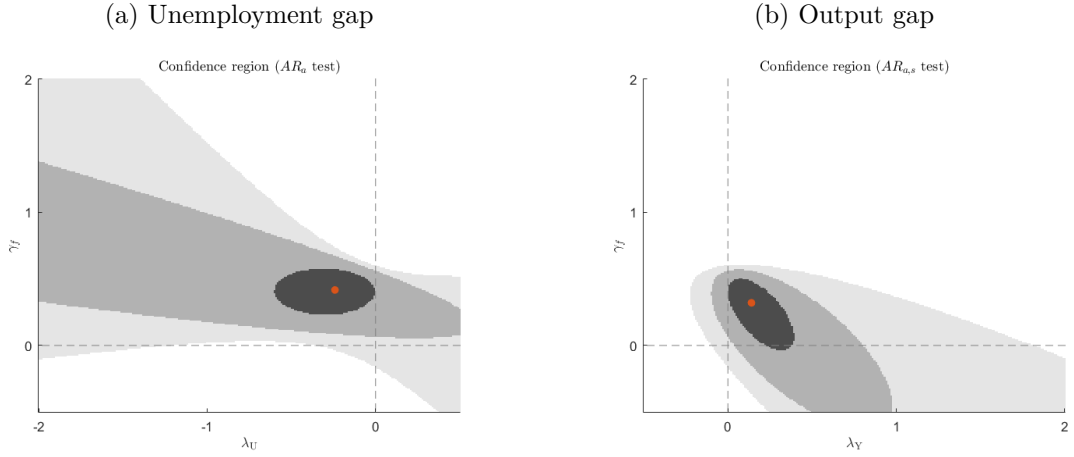 (a) Unemployment gap
Confidence region (AR_a test)
2
1
0
γ_f
-2
-1
0
λ_U
(b) Output gap
Confidence region (AR_{a,s} test)
2
1
0
γ_f
0
1
2
λ_Y